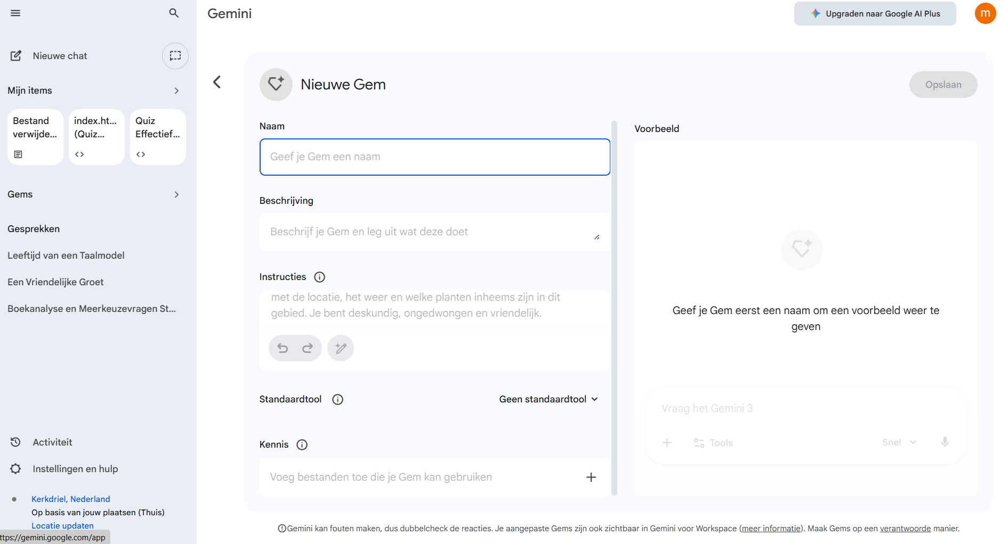 Gemini
Upgraden naar Google AI Plus
m
Nieuwe chat
Mijn items
Bestand
verwijde...
index.ht...
(Quiz...
Quiz
Effectief...
Gems
Gesprekken
Leeftijd van een Taalmodel
Een Vriendelijke Groet
Boekanalyse en Meerkeuzevragen St...
Activiteit
Instellingen en hulp
Kerkdriel, Nederland
Op basis van jouw plaatsen (Thuis)
Locatie updaten
ttps://gemini.google.com/app
Nieuwe Gem
Opslaan
Naam
Geef je Gem een naam
Beschrijving
Beschrijf je Gem en leg uit wat deze doet
Instructies
met de locatie, het weer en welke planten inheems zijn in dit
gebied. Je bent deskundig, ongedwongen en vriendelijk.
Standaardtool
Geen standaardtool
Kennis
Voeg bestanden toe die je Gem kan gebruiken
Voorbeeld
Geef je Gem eerst een naam om een voorbeeld weer te
geven
Vraag het Gemini 3
Tools
Snel
Gemini kan fouten maken, dus dubbelcheck de reacties. Je aangepaste Gems zijn ook zichtbaar in Gemini voor Workspace (meer informatie). Maak Gems op een verantwoorde manier.